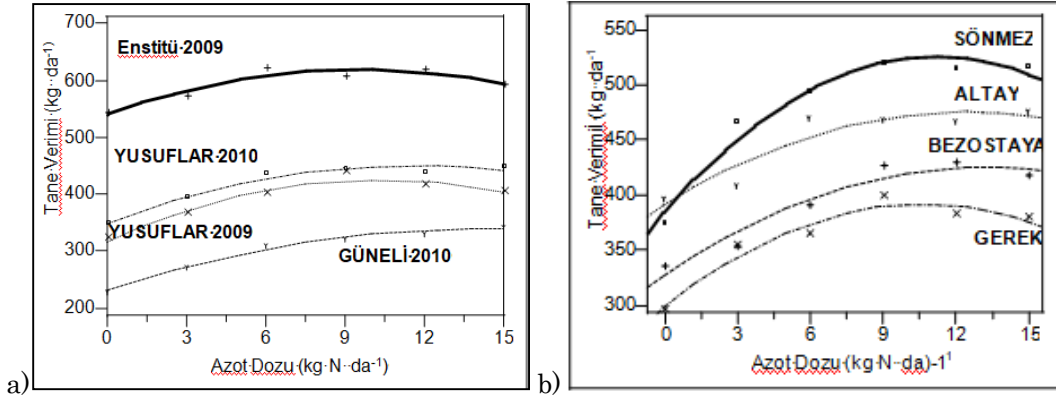 a)
Tane·Verimi·(kg··da-1)
700
600
500
400
300
200
Enstitü·2009
YUSUFLAR·2010
YUSUFLAR·2009
GÜNELİ·2010
0 3 6 9 12 15
Azot·Dozu·(kg·N··da-1)
b)
Tane·Verimil·(kg··da-1)
550
500
450
400
350
300
SÖNMEZ
ALTAY
BEZOSTAYA
GEREK
0 3 6 9 12 15
Azot·Dozu·(kg·N··da)-1¹